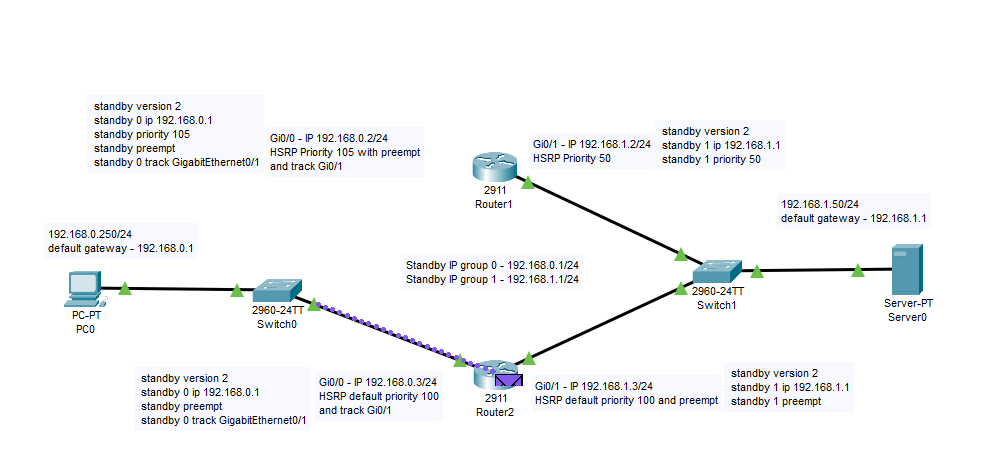 standby version 2
standby 0 ip 192.168.0.1
standby priority 105
standby preempt
standby 0 track GigabitEthernet0/1
Gi0/0 - IP 192.168.0.2/24
HSRP Priority 105 with preempt
and track Gi0/1
Gi0/1 - IP 192.168.1.2/24
HSRP Priority 50
standby version 2
standby 1 ip 192.168.1.1
standby 1 priority 50
2911
Router1
192.168.1.50/24
default gateway - 192.168.1.1
192.168.0.250/24
default gateway - 192.168.0.1
Standby IP group 0 - 192.168.0.1/24
Standby IP group 1 - 192.168.1.1/24
PC-PT
PC0
2960-24TT
Switch0
2960-24TT
Switch1
Server-PT
Server0
standby version 2
standby 0 ip 192.168.0.1
standby preempt
standby 0 track GigabitEthernet0/1
Gi0/0 - IP 192.168.0.3/24
HSRP default priority 100
and track Gi0/1
2911
Router2
Gi0/1 - IP 192.168.1.3/24
HSRP default priority 100 and preempt
standby version 2
standby 1 ip 192.168.1.1
standby 1 preempt